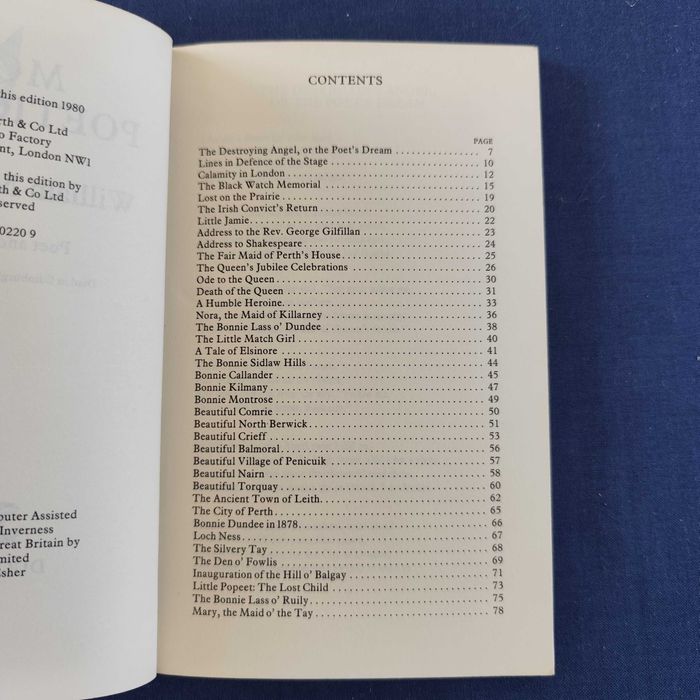 this edition 1980
& Co Ltd
Factory
London NW1
this edition by
& Co Ltd
0220 9
Assisted
Inverness
Great Britain by
CONTENTS
PAGE
The Destroying Angel, or the Poet's Dream . . . . . . . . . . . . . . . 7
Lines in Defence of the Stage . . . . . . . . . . . . . . . 10
Calamity in London . . . . . . . . . . . . . . . 12
The Black Watch Memorial . . . . . . . . . . . . . . . 15
Lost on the Prairie . . . . . . . . . . . . . . . 19
The Irish Convict's Return . . . . . . . . . . . . . . . 20
Little Jamie . . . . . . . . . . . . . . . 22
Address to the Rev. George Gilfillan . . . . . . . . . . . . . . . 23
Address to Shakespeare . . . . . . . . . . . . . . . 24
The Fair Maid of Perth's House . . . . . . . . . . . . . . . 25
The Queen's Jubilee Celebrations . . . . . . . . . . . . . . . 26
Ode to the Queen . . . . . . . . . . . . . . . 30
Death of the Queen . . . . . . . . . . . . . . . 31
A Humble Heroine . . . . . . . . . . . . . . . 33
Nora, the Maid of Killarney . . . . . . . . . . . . . . . 36
The Bonnie Lass o' Dundee . . . . . . . . . . . . . . . 38
The Little Match Girl . . . . . . . . . . . . . . . 40
A Tale of Elsinore . . . . . . . . . . . . . . . 41
The Bonnie Sidlaw Hills . . . . . . . . . . . . . . . 44
Bonnie Callander . . . . . . . . . . . . . . . 45
Bonnie Kilmany . . . . . . . . . . . . . . . 47
Bonnie Montrose . . . . . . . . . . . . . . . 49
Beautiful Comrie . . . . . . . . . . . . . . . 50
Beautiful North Berwick . . . . . . . . . . . . . . . 51
Beautiful Crieff . . . . . . . . . . . . . . . 53
Beautiful Balmoral . . . . . . . . . . . . . . . 56
Beautiful Village of Penicuik . . . . . . . . . . . . . . . 57
Beautiful Nairn . . . . . . . . . . . . . . . 58
Beautiful Torquay . . . . . . . . . . . . . . . 60
The Ancient Town of Leith . . . . . . . . . . . . . . . 62
The City of Perth . . . . . . . . . . . . . . . 65
Bonnie Dundee in 1878 . . . . . . . . . . . . . . . 66
Loch Ness . . . . . . . . . . . . . . . 67
The Silvery Tay . . . . . . . . . . . . . . . 68
The Den o' Fowlis . . . . . . . . . . . . . . . 69
Inauguration of the Hill o' Balgay . . . . . . . . . . . . . . . 71
Little Popeet: The Lost Child . . . . . . . . . . . . . . . 73
The Bonnie Lass o' Ruily . . . . . . . . . . . . . . . 75
Mary, the Maid o' the Tay . . . . . . . . . . . . . . . 78